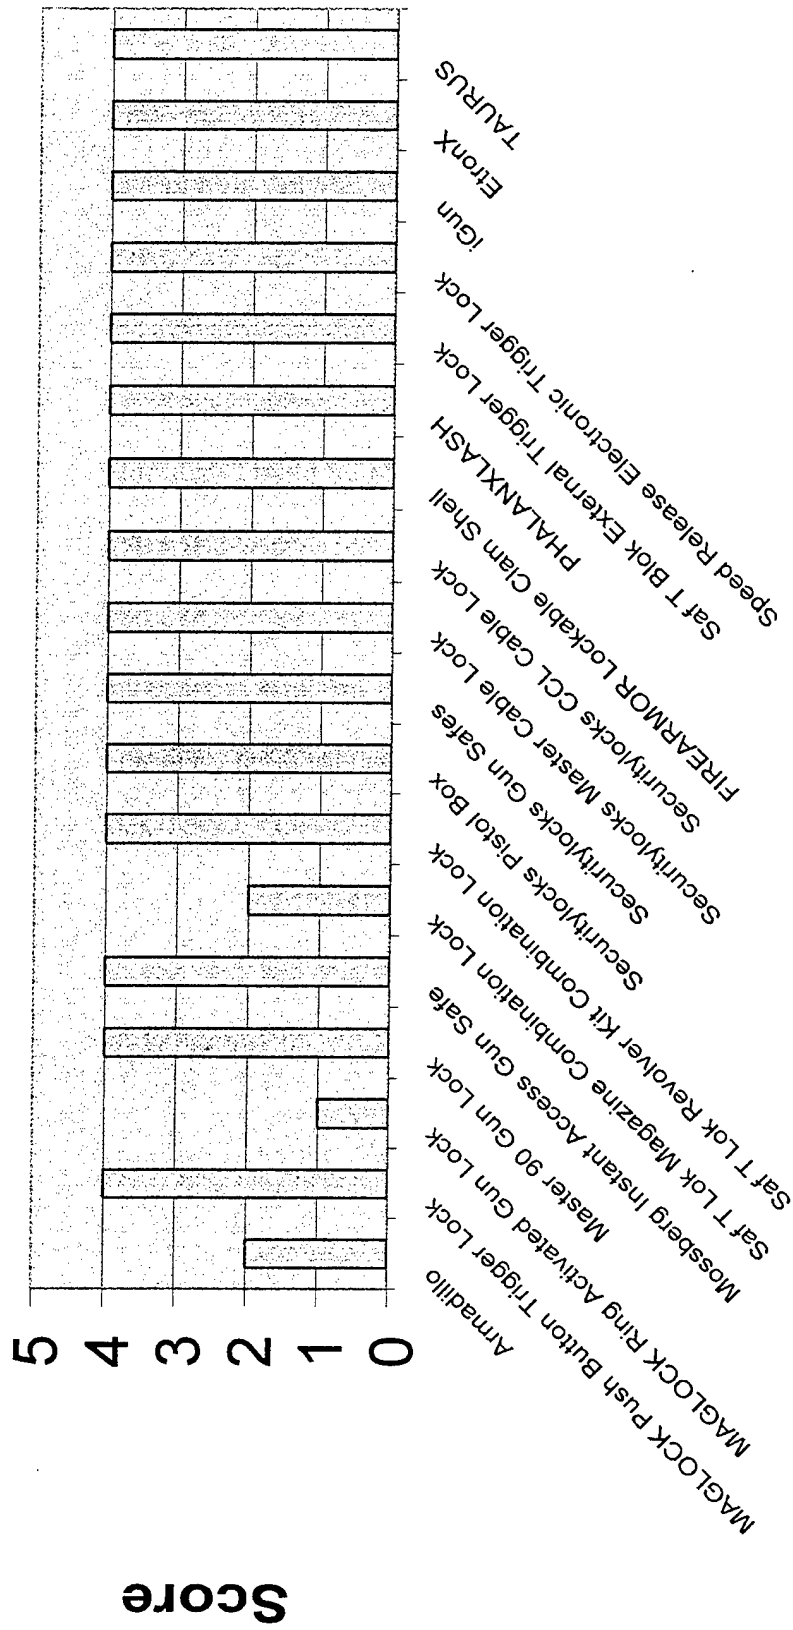 Score
5
4
3
2
1
0
Armadillo
MAGLOCK Push Button Trigger Lock
MAGLOCK Ring Activated Gun Lock
Master 90 Gun Lock
Mossberg Instant Access Gun Safe
Saf T Lok Magazine Combination Lock
Saf T Lok Revolver Kit Combination Lock
Securitylocks Pistol Box
Securitylocks Gun Safes
Securitylocks Master Cable Lock
Securitylocks CCL Cable Lock
FIREARMOR Lockable Clam Shell
PHALANXLASH
Saf T Blok External Trigger Lock
Speed Release Electronic Trigger Lock
iGun
EtronX
TAURUS